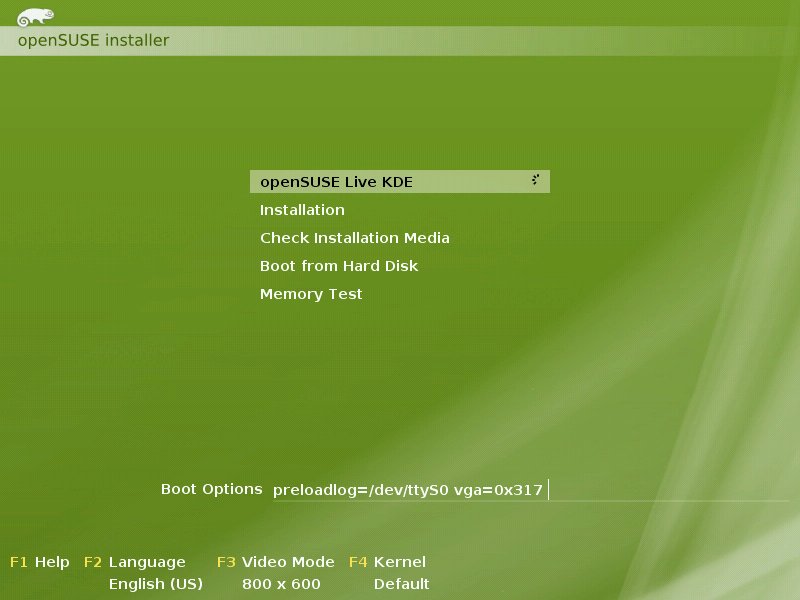 openSUSE installer
openSUSE Live KDE
Installation
Check Installation Media
Boot from Hard Disk
Memory Test
Boot Options preloadlog=/dev/ttyS0 vga=0x317
F1 Help F2 Language F3 Video Mode F4 Kernel
English (US) 800 x 600 Default